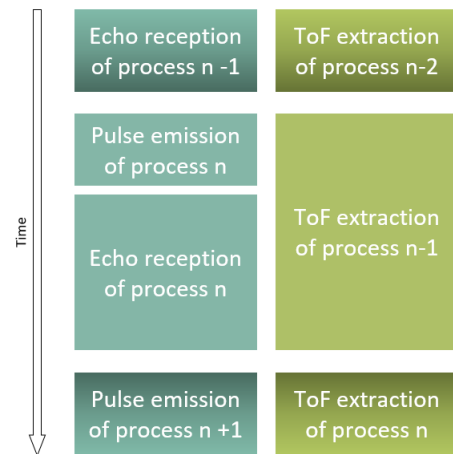 Echo reception
of process n -1
ToF extraction
of process n-2
Pulse emission
of process n
ToF extraction
of process n-1
Time
Echo reception
of process n
Pulse emission
of process n +1
ToF extraction
of process n